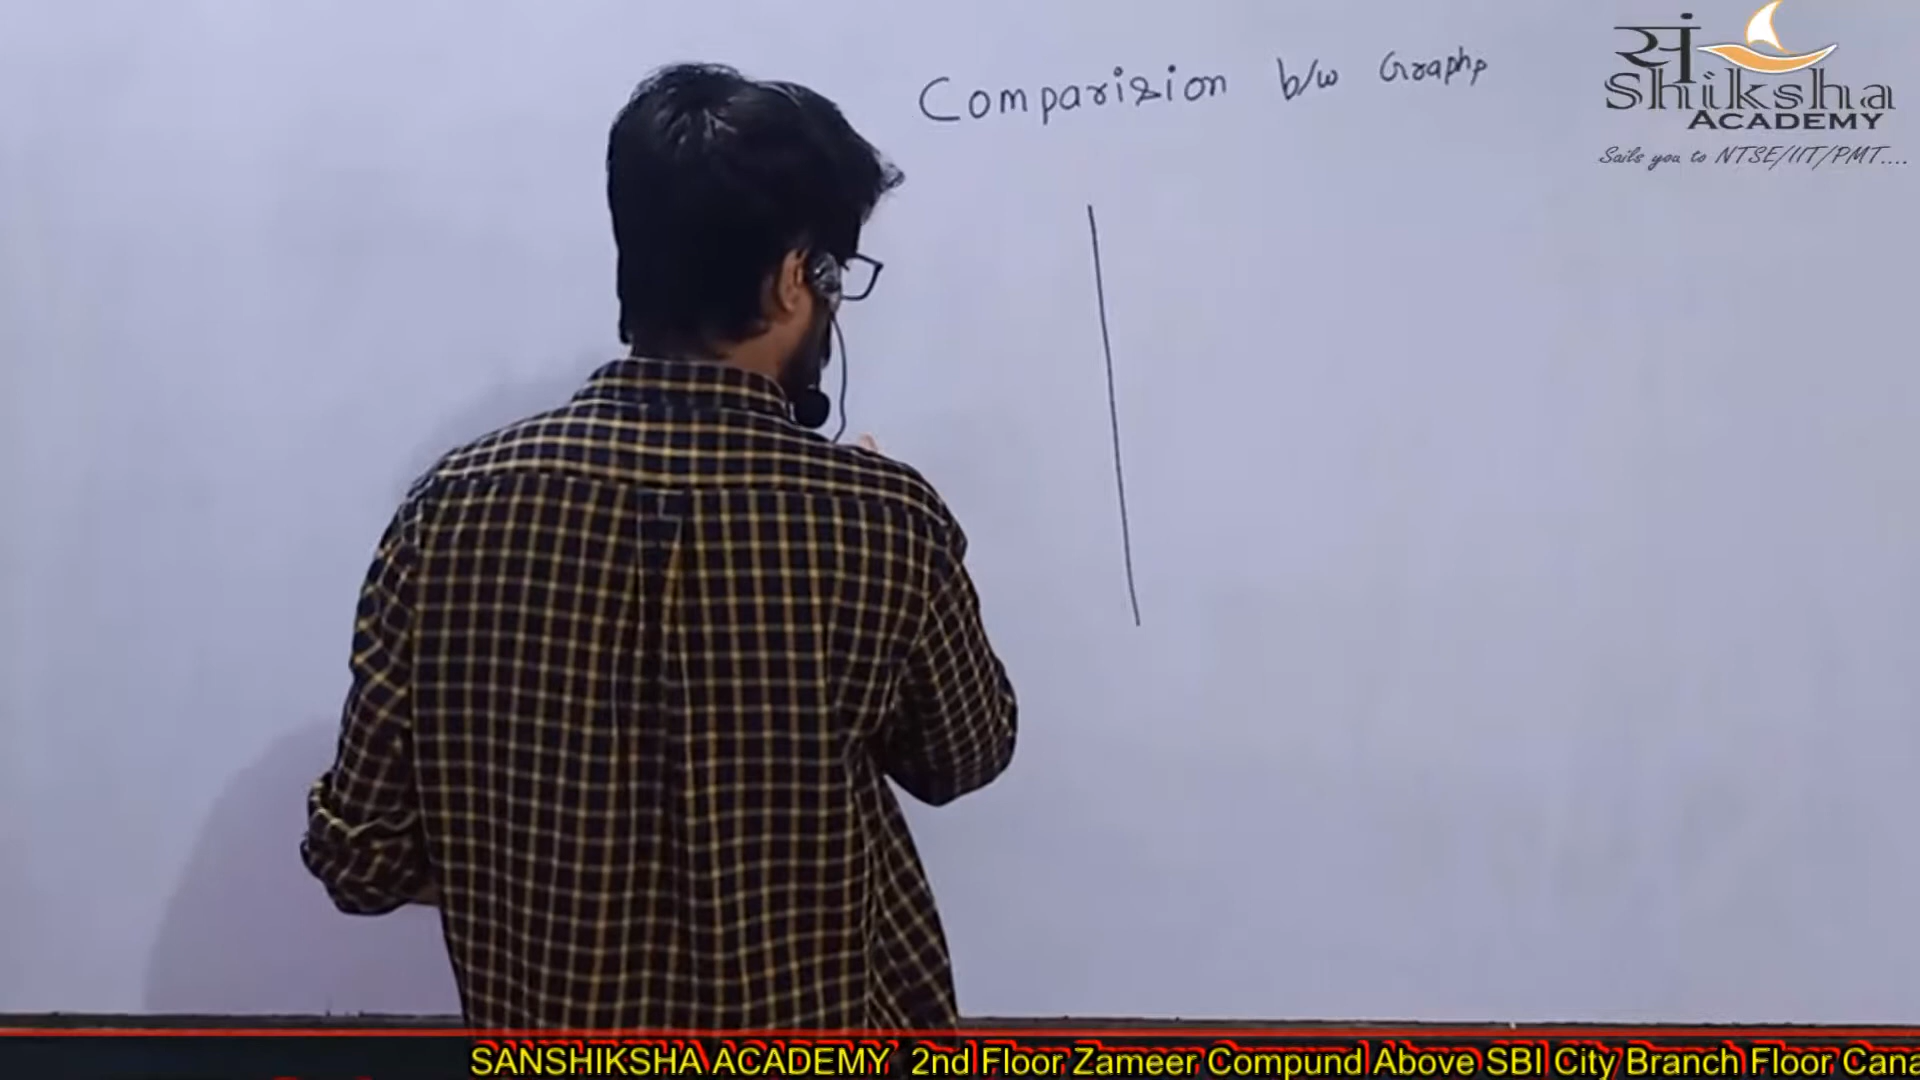 Comparision b/w Graphs
सं
Shiksha
ACADEMY
Sails you to NTSE/IIT/PMT....
SANSHIKSHA ACADEMY 2nd Floor Zameer Compund Above SBI City Branch Floor Cana